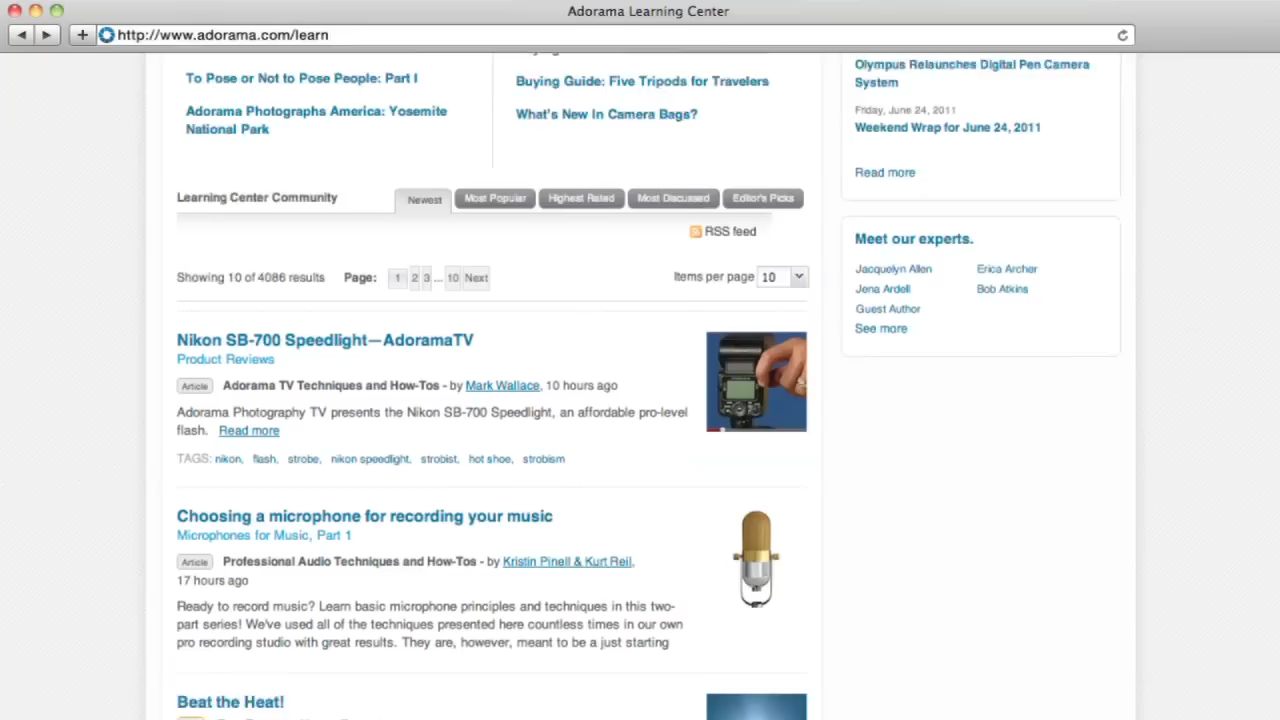 Adorama Learning Center
http://www.adorama.com/learn
To Pose or Not to Pose People: Part I
Adorama Photographs America: Yosemite
National Park
Buying Guide: Five Tripods for Travelers
What's New In Camera Bags?
Olympus Relaunches Digital Pen Camera
System
Friday, June 24, 2011
Weekend Wrap for June 24, 2011
Read more
Learning Center Community
Newest
Most Popular
Highest Rated
Most Discussed
Editor's Picks
RSS feed
Showing 10 of 4086 results Page: 1 2 3 ... 10 Next
Items per page 10
Meet our experts.
Jacquelyn Allen
Erica Archer
Jena Ardell
Bob Atkins
Guest Author
See more
Nikon SB-700 Speedlight—AdoramaTV
Product Reviews
Article Adorama TV Techniques and How-Tos - by Mark Wallace, 10 hours ago
Adorama Photography TV presents the Nikon SB-700 Speedlight, an affordable pro-level
flash. Read more
TAGS: nikon, flash, strobe, nikon speedlight, strobist, hot shoe, strobism
Choosing a microphone for recording your music
Microphones for Music, Part 1
Article Professional Audio Techniques and How-Tos - by Kristin Pinell & Kurt Reil,
17 hours ago
Ready to record music? Learn basic microphone principles and techniques in this two-
part series! We've used all of the techniques presented here countless times in our own
pro recording studio with great results. They are, however, meant to be a just starting
Beat the Heat!